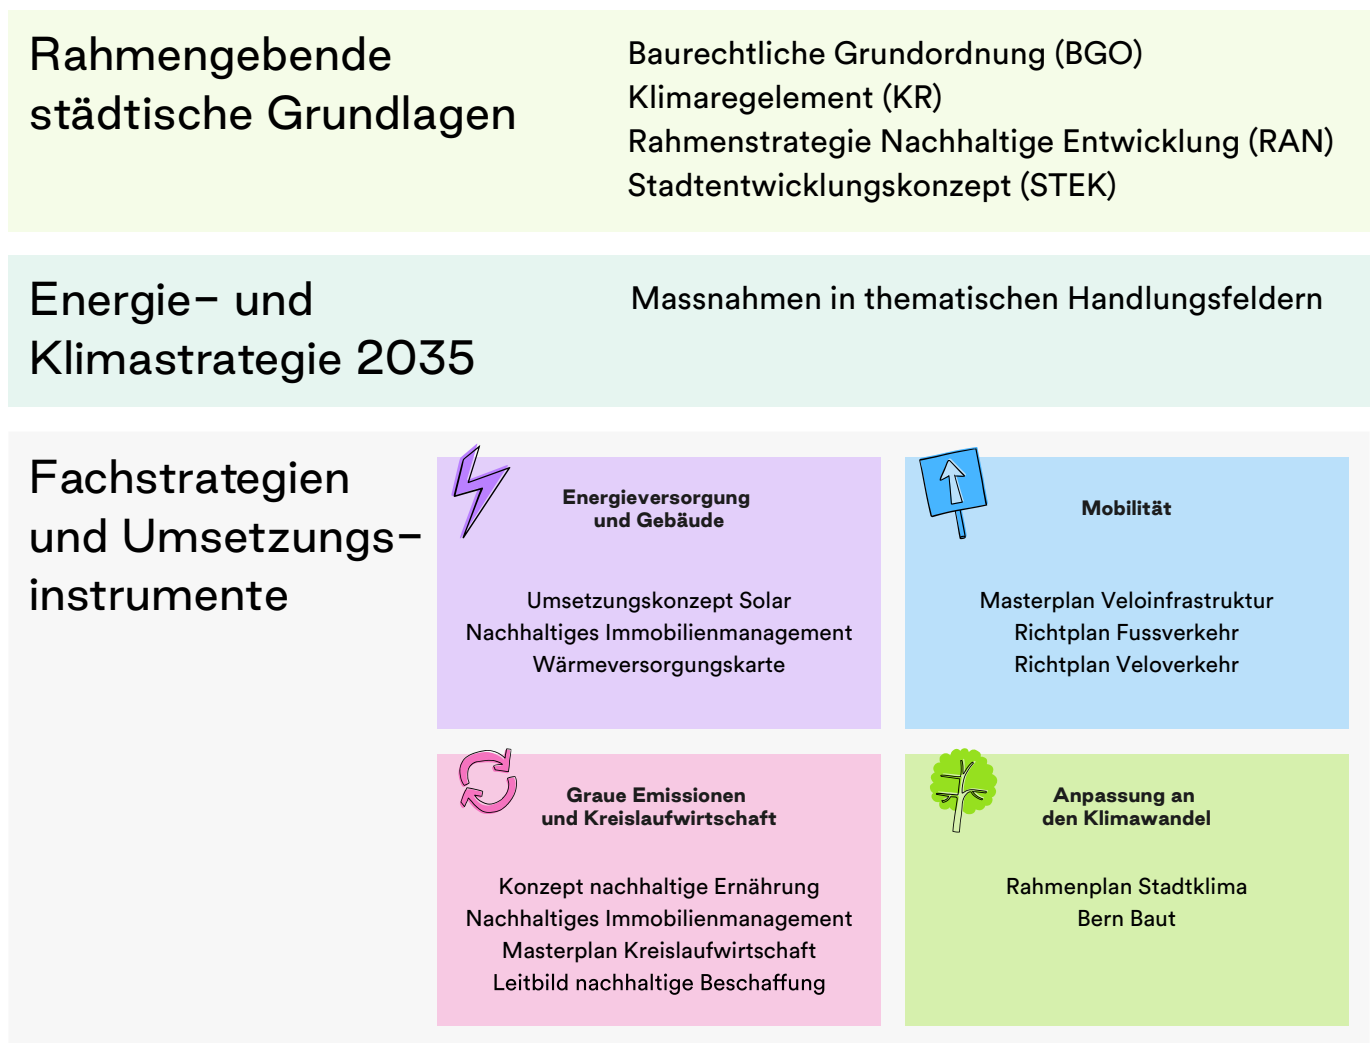 Rahmengebende
städtische Grundlagen
Baurechtliche Grundordnung (BGO)
Klimaregelement (KR)
Rahmenstrategie Nachhaltige Entwicklung (RAN)
Stadtentwicklungskonzept (STEK)
Energie- und
Klimastrategie 2035
Massnahmen in thematischen Handlungsfeldern
Fachstrategien
und Umsetzungs-
instrumente
Energieversorgung
und Gebäude
Umsetzungskonzept Solar
Nachhaltiges Immobilienmanagement
Wärmeversorgungskarte
Mobilität
Masterplan Veloinfrastruktur
Richtplan Fussverkehr
Richtplan Veloverkehr
Graue Emissionen
und Kreislaufwirtschaft
Konzept nachhaltige Ernährung
Nachhaltiges Immobilienmanagement
Masterplan Kreislaufwirtschaft
Leitbild nachhaltige Beschaffung
Anpassung an
den Klimawandel
Rahmenplan Stadtklima
Bern Baut